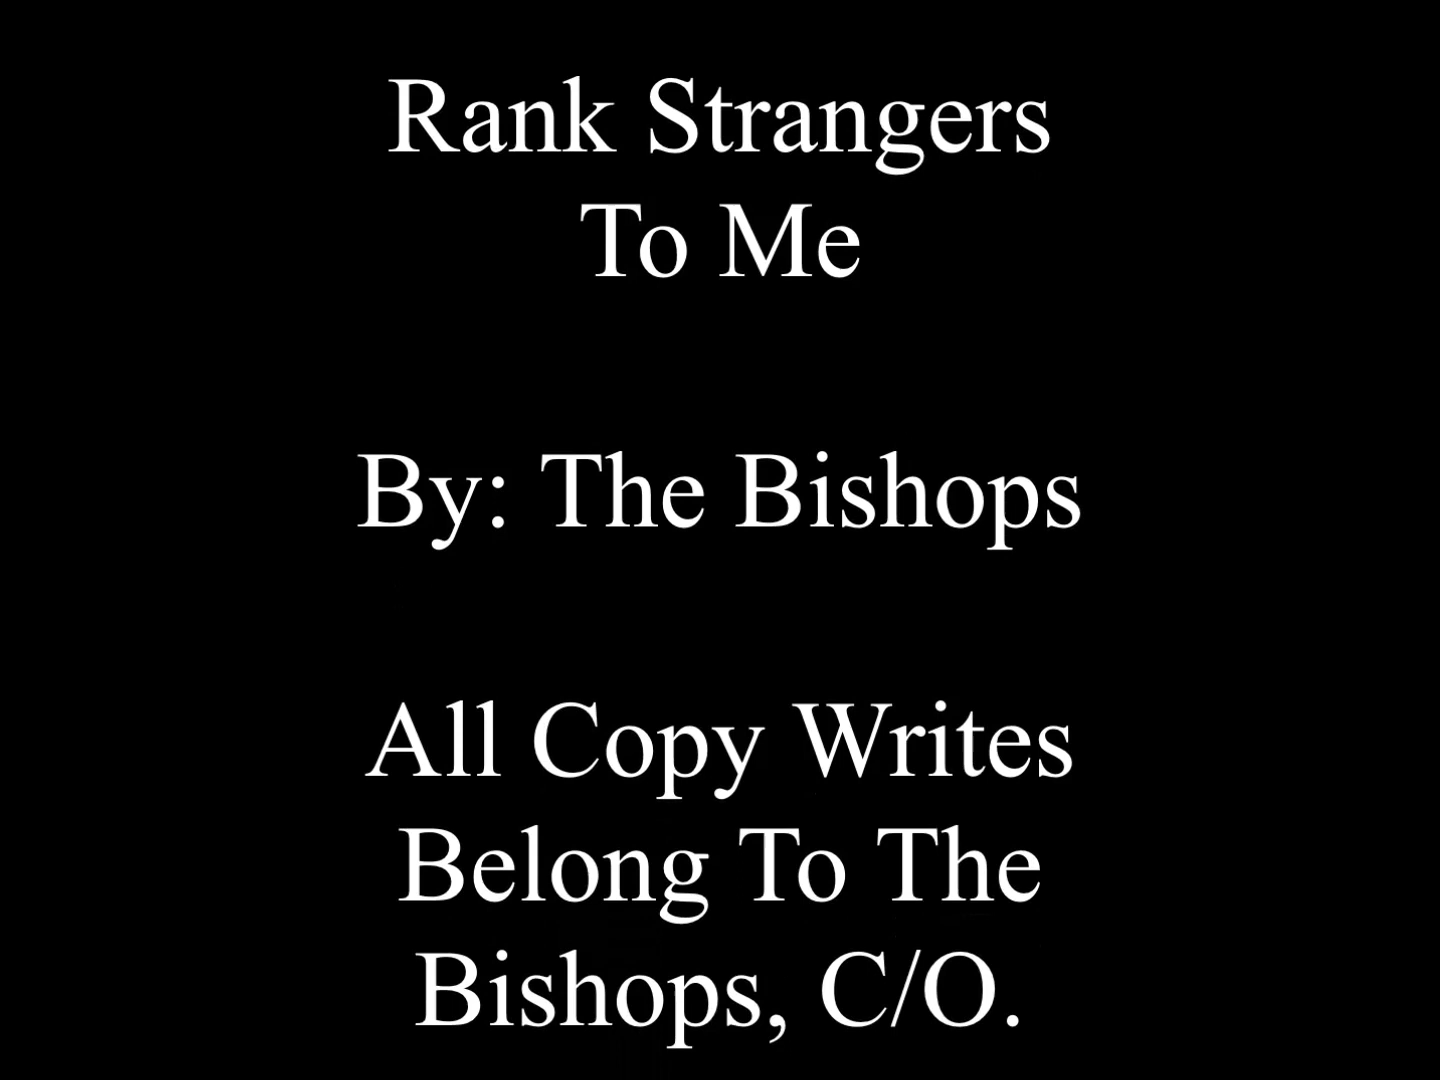 Rank Strangers
To Me
By: The Bishops
All Copy Writes
Belong To The
Bishops, C/O.